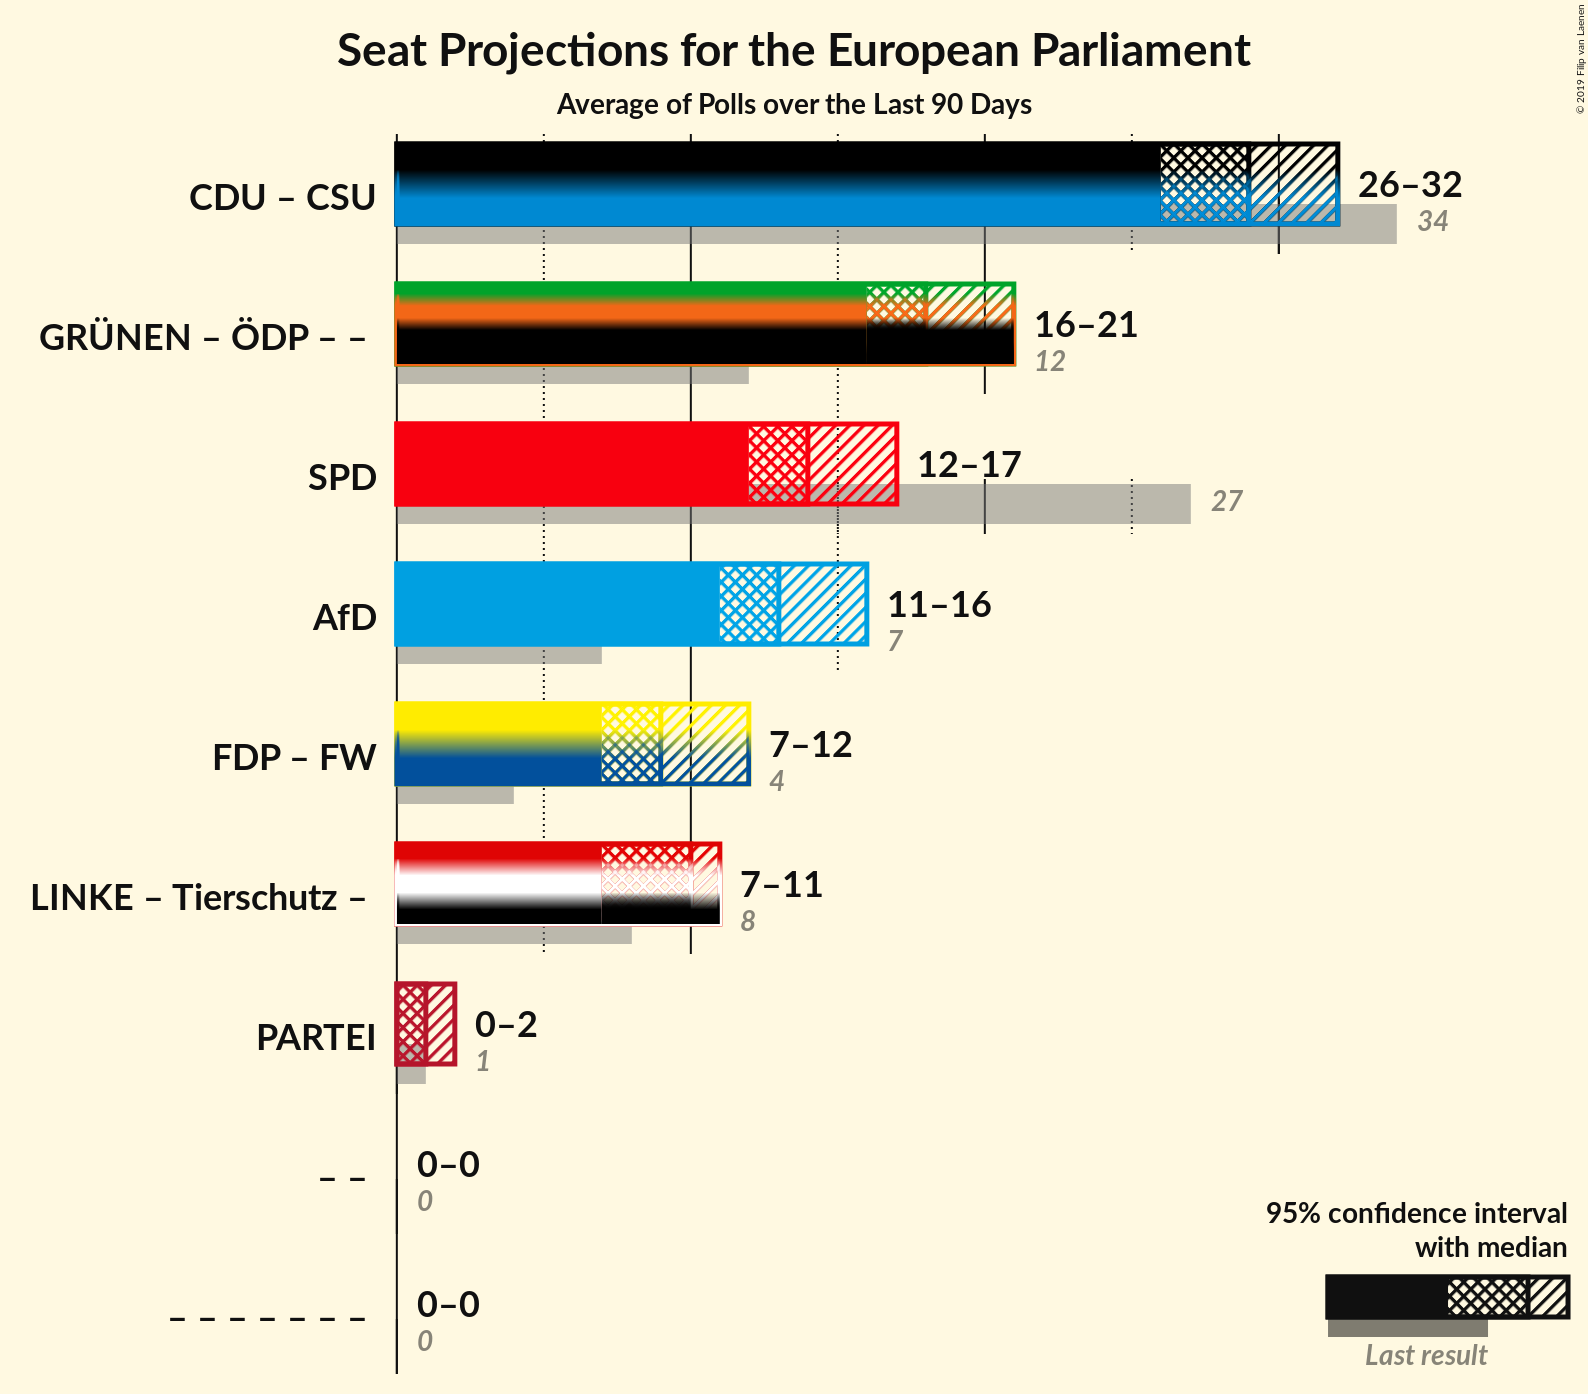 Seat Projections for the European Parliament
Average of Polls over the Last 90 Days
© 2019 Filip van Laenen
CDU – CSU
26–32
34
GRÜNEN – ÖDP – –
16–21
12
SPD
12–17
27
AfD
11–16
7
FDP – FW
7–12
4
LINKE – Tierschutz –
7–11
8
PARTEI
0–2
1
– –
0–0
0
– – – – – – –
0–0
0
95% confidence interval
with median
Last result